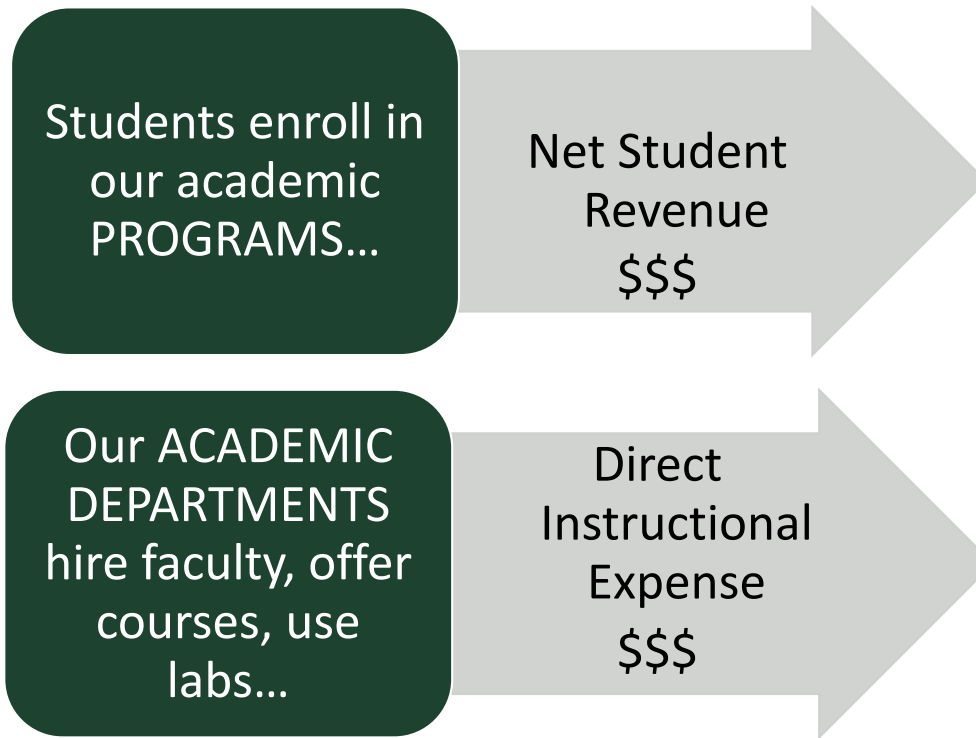 Students enroll in
our academic
PROGRAMS...
Net Student
Revenue
$$$
Our ACADEMIC
DEPARTMENTS
hire faculty, offer
courses, use
labs...
Direct
Instructional
Expense
$$$